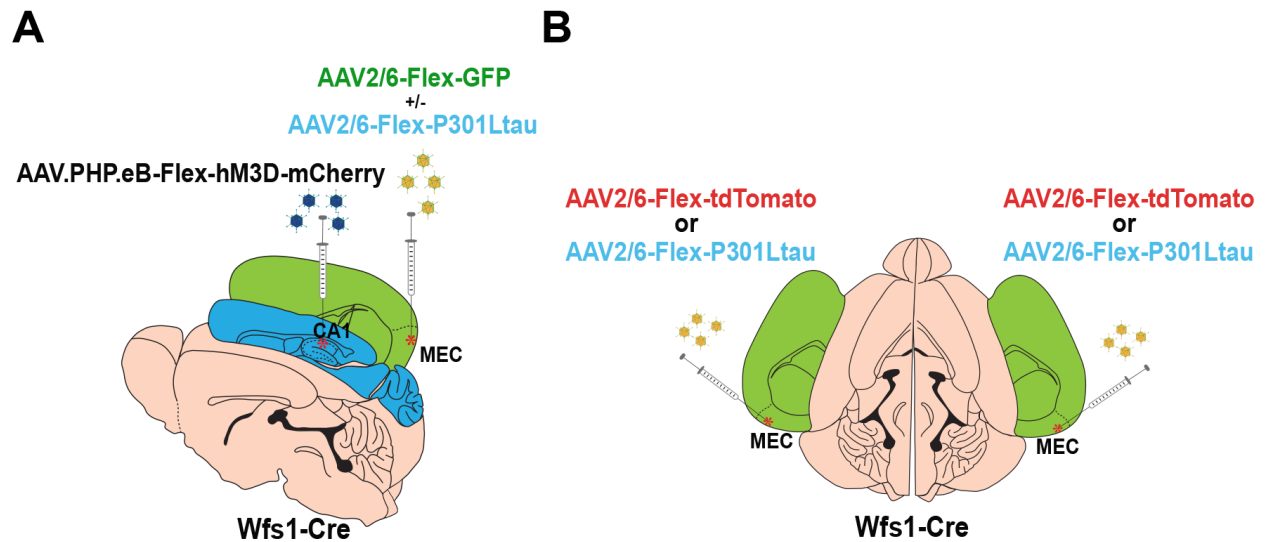 A
AAV2/6-Flex-GFP
+/-
AAV2/6-Flex-P301Ltau
AAV.PHP.eB-Flex-hM3D-mCherry
CA1
MEC
Wfs1-Cre
B
AAV2/6-Flex-tdTomato
or
AAV2/6-Flex-P301Ltau
AAV2/6-Flex-tdTomato
or
AAV2/6-Flex-P301Ltau
MEC
MEC
Wfs1-Cre